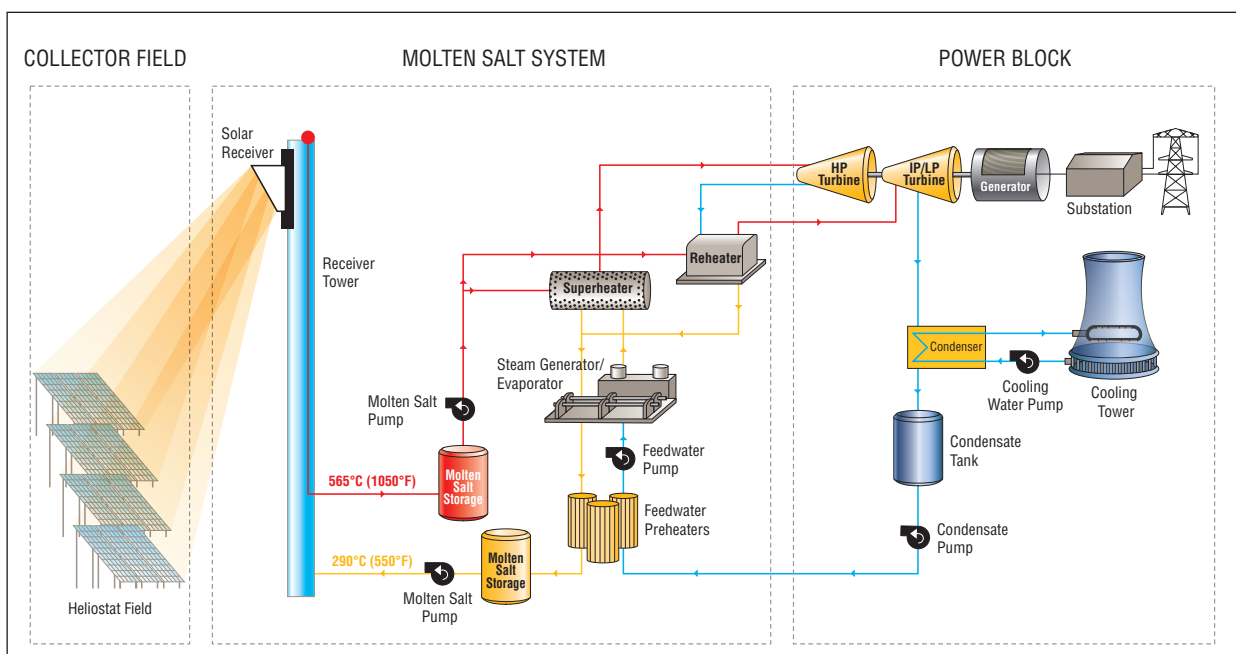 COLLECTOR FIELD
MOLTEN SALT SYSTEM
POWER BLOCK
Solar
Receiver
Receiver
Tower
HP
Turbine
IP/LP
Turbine
Generator
Substation
Reheater
Superheater
Steam Generator/
Evaporator
Condenser
Cooling
Water Pump
Cooling
Tower
Molten Salt
Pump
Feedwater
Pump
Condensate
Tank
Molten
Salt
Storage
565°C (1050°F)
Feedwater
Preheaters
Condensate
Pump
290°C (550°F)
Molten
Salt
Storage
Molten Salt
Pump
Heliostat Field